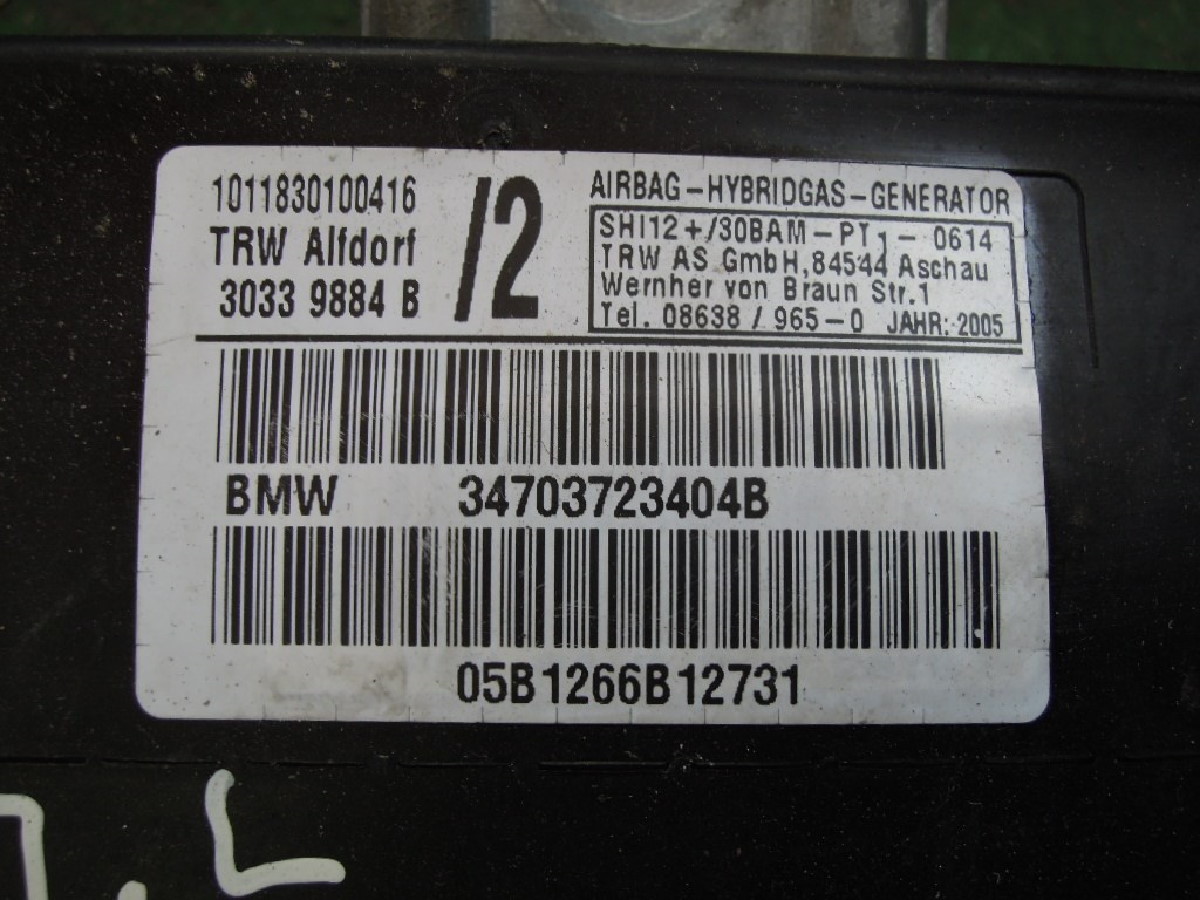 1011830100416
TRW Alfdorf
3033 9884 B
/2
AIRBAG-HYBRIDGAS-GENERATOR
SHI12+/30BAM-PT1-0614
TRW AS GmbH, 84544 Aschau
Wernher von Braun Str.1
Tel. 08638 / 965-0 JAHR: 2005
BMW 34703723404B
05B1266B12731